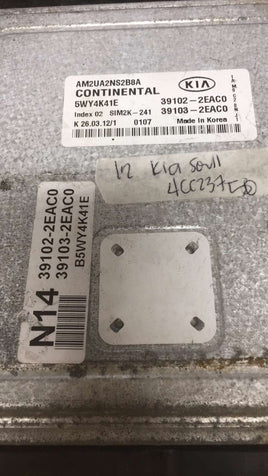 AM2UA2NS2B8A
CONTINENTAL
KIA
5WY4K41E
39102-2EAC0
Index 02 SIM2K-241
39103-2EAC0
K 26.03.12/1 0107
Made in Korea
12 Kia Soul
N14
39102-2EAC0
39103-2EAC0
B5WY4K41E